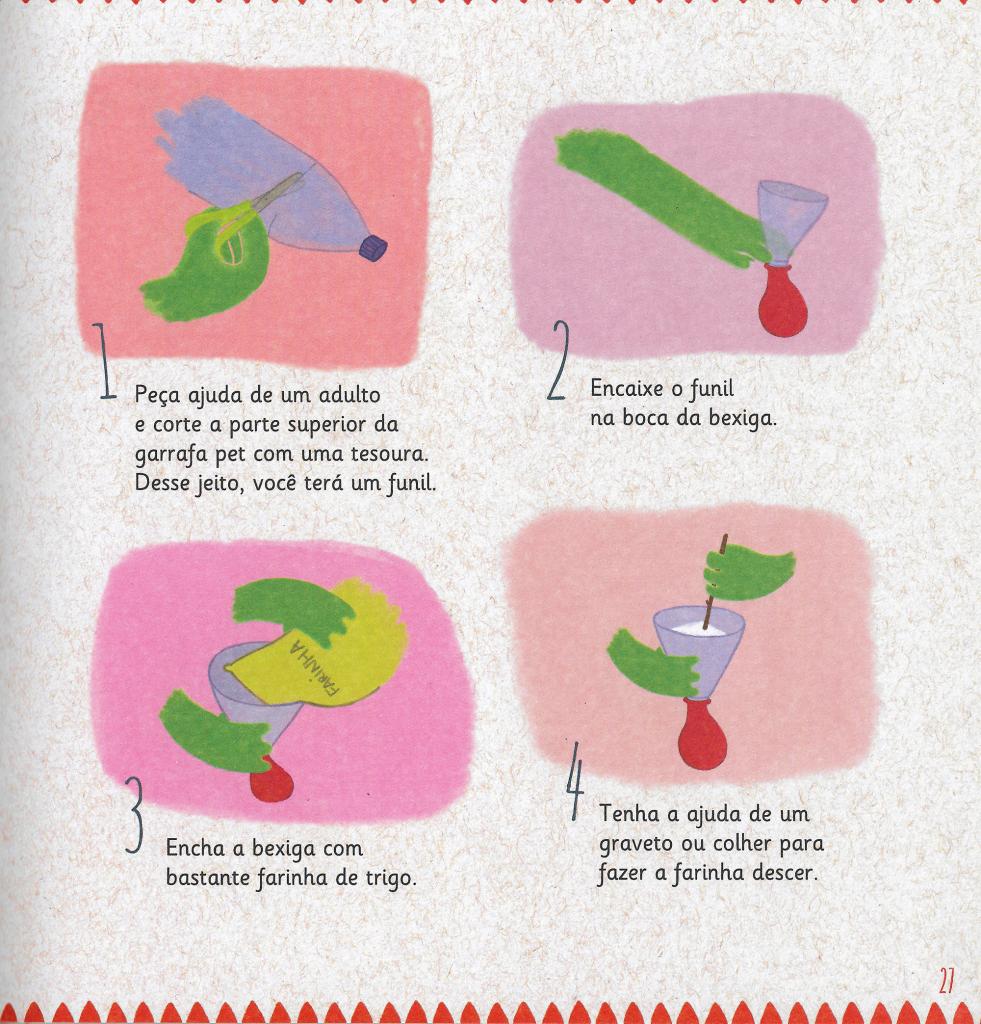 1
Peça ajuda de um adulto
e corte a parte superior da
garrafa pet com uma tesoura.
Desse jeito, você terá um funil.
2
Encaixe o funil
na boca da bexiga.
FARINHA
3
Encha a bexiga com
bastante farinha de trigo.
4
Tenha a ajuda de um
graveto ou colher para
fazer a farinha descer.
27